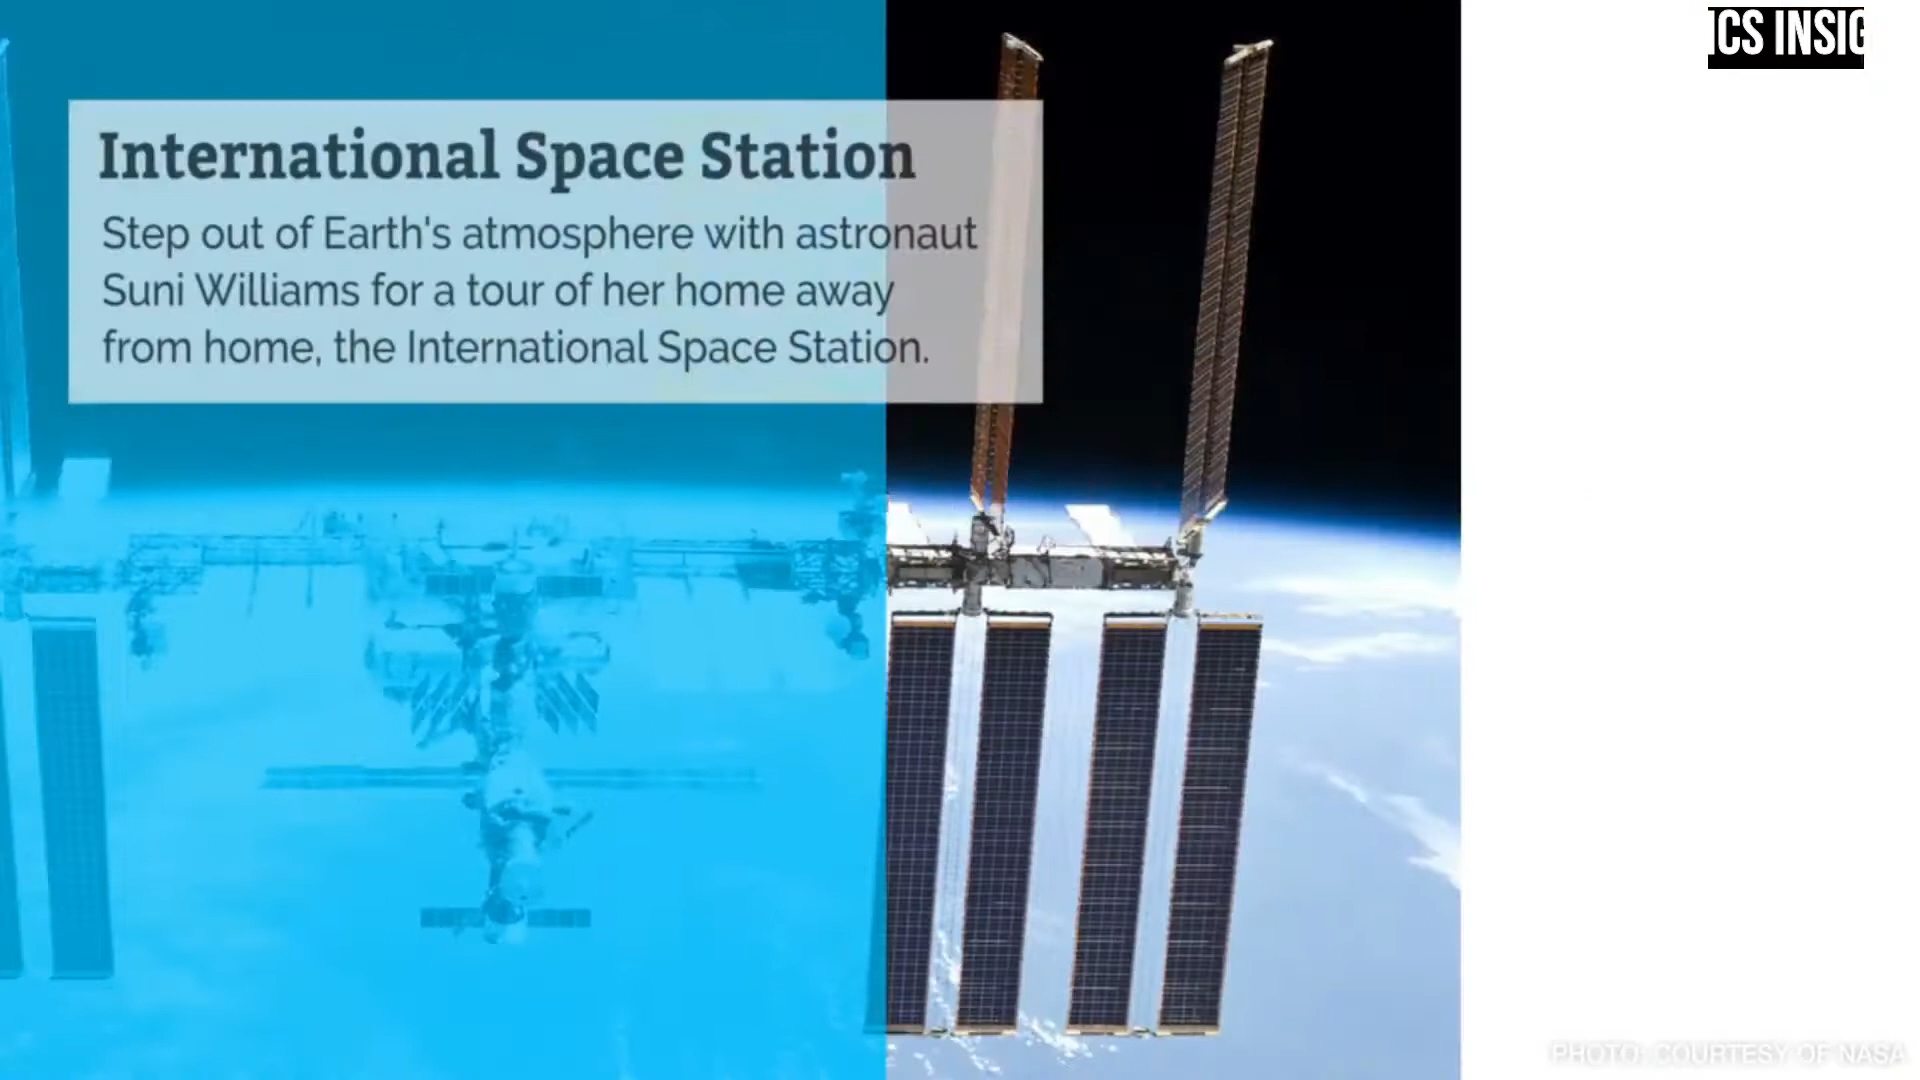 ICS INSIG
International Space Station
Step out of Earth's atmosphere with astronaut
Suni Williams for a tour of her home away
from home, the International Space Station.
PHOTO: COURTESY OF NASA